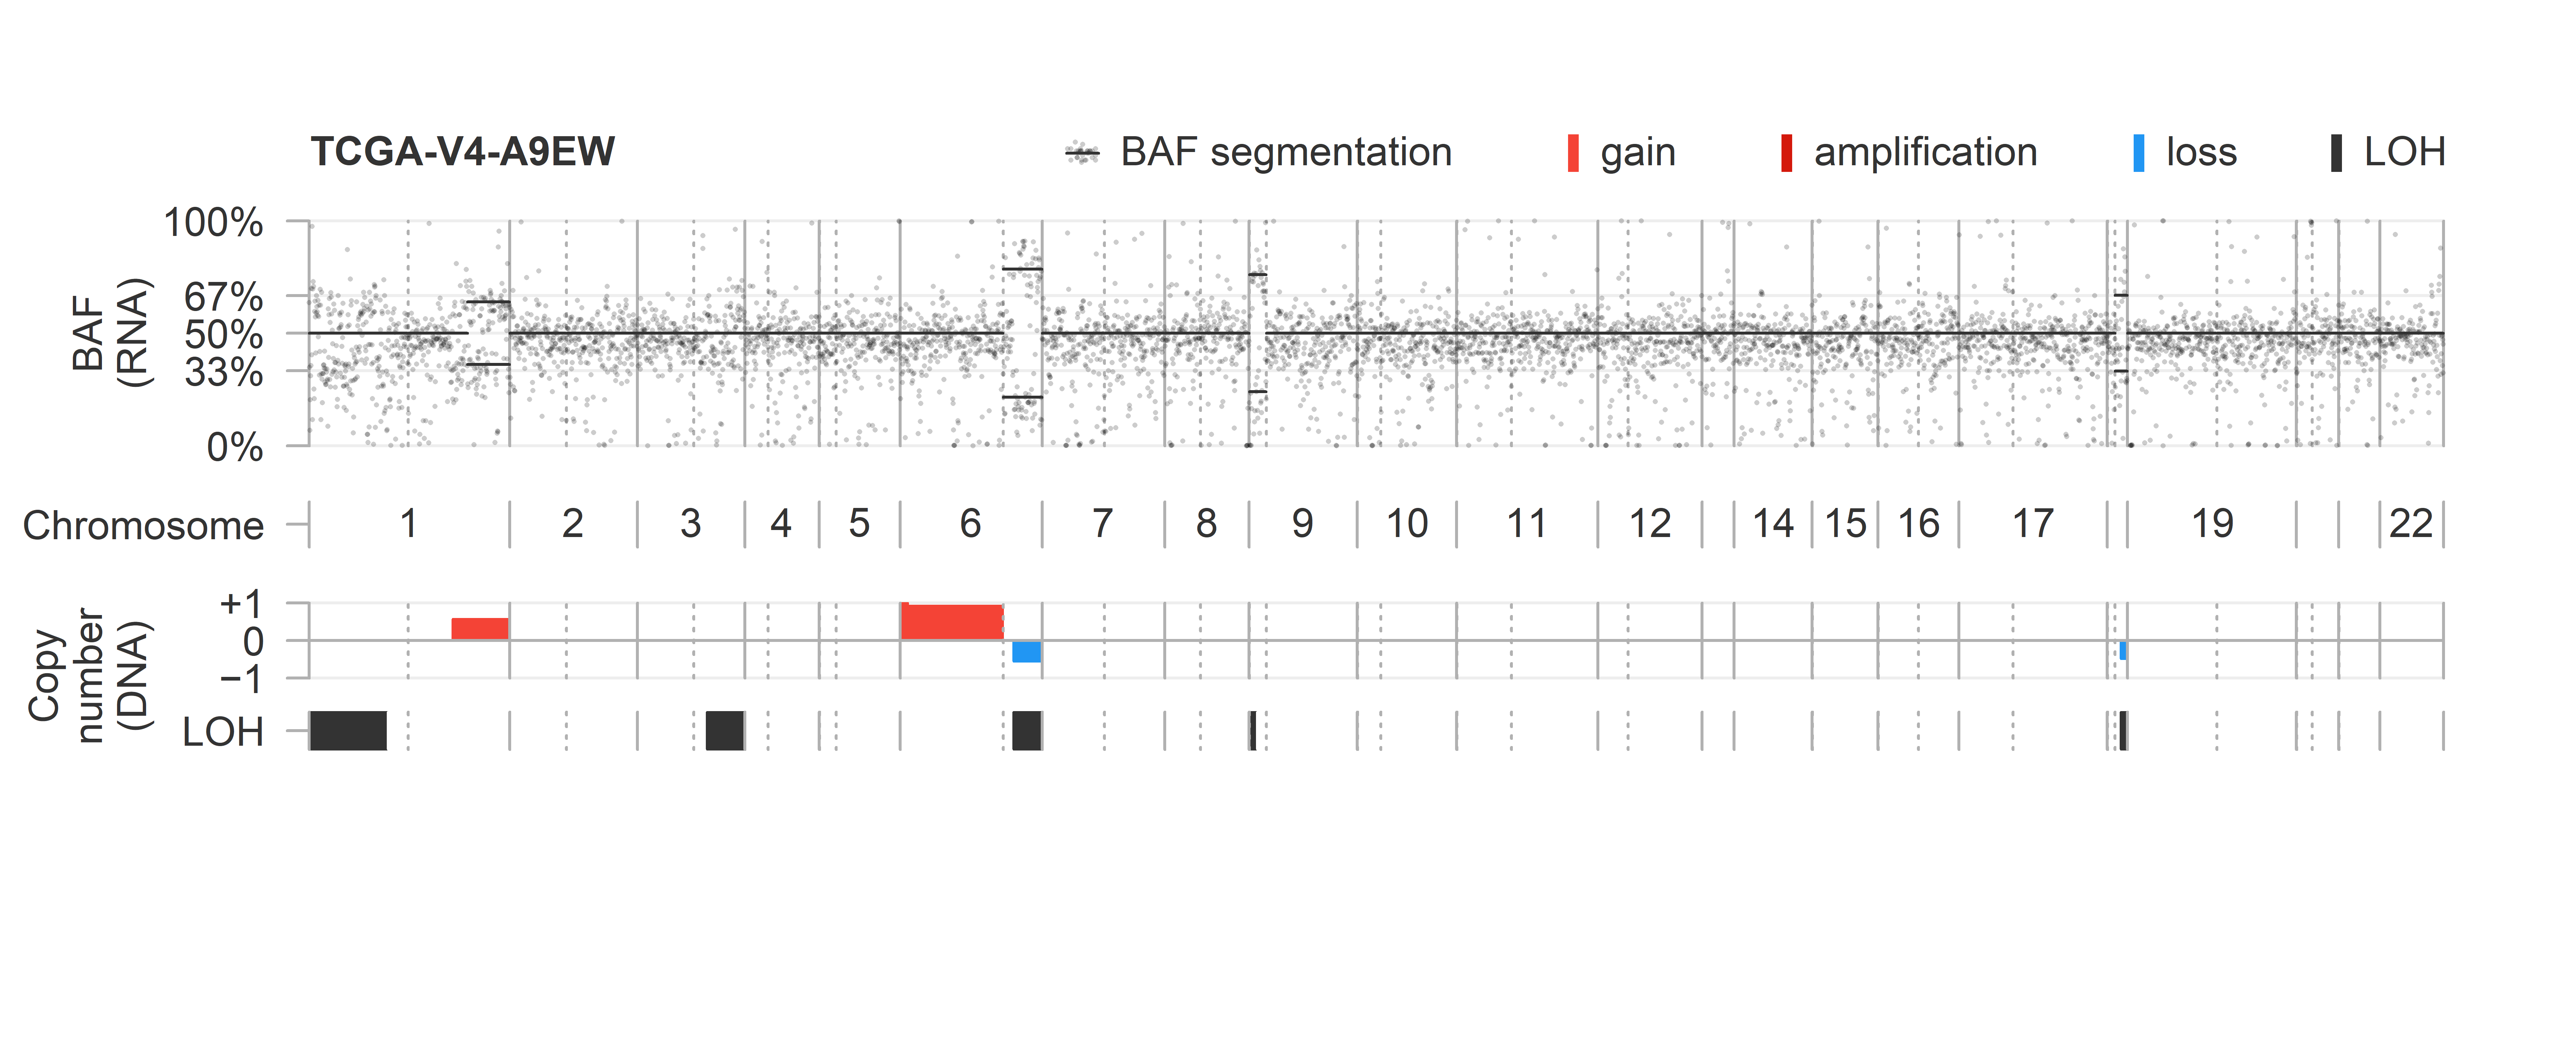 TCGA-V4-A9EW
BAF segmentation
gain
amplification
loss
LOH
BAF
(RNA)
100%
67%
50%
33%
0%
Chromosome
1 2 3 4 5 6 7 8 9 10 11 12 14 15 16 17 19 22
Copy
number
(DNA)
+1
0
−1
LOH